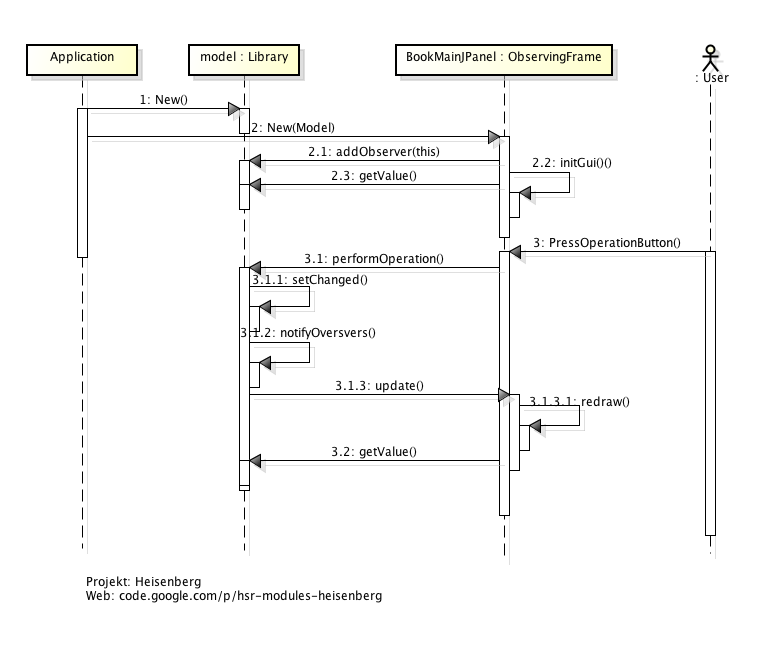 Application
model : Library
BookMainJPanel : ObservingFrame
: User
1: New()
2: New(Model)
2.1: addObserver(this)
2.2: initGui()()
2.3: getValue()
3: PressOperationButton()
3.1: performOperation()
3.1.1: setChanged()
3.1.2: notifyOversvers()
3.1.3: update()
3.1.3.1: redraw()
3.2: getValue()
Projekt: Heisenberg
Web: code.google.com/p/hsr-modules-heisenberg